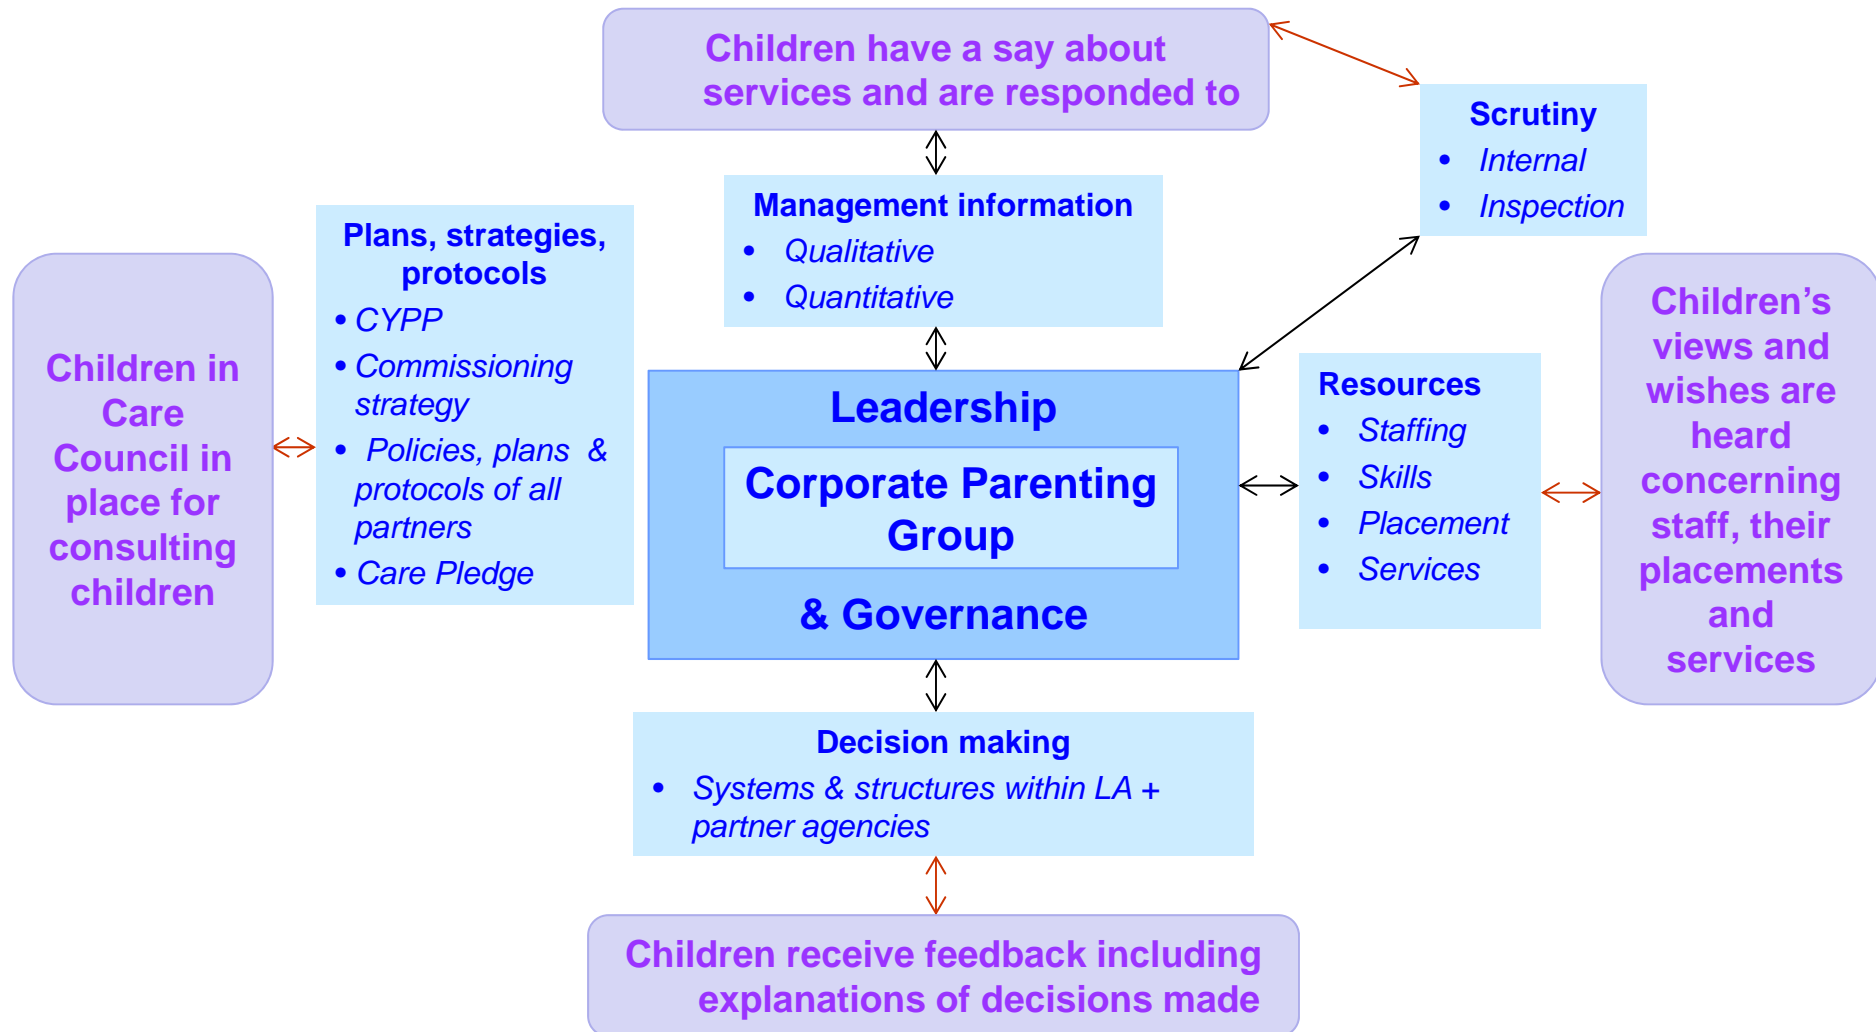 Children have a say about
services and are responded to
Scrutiny
• Internal
• Inspection
Management information
• Qualitative
• Quantitative
Plans, strategies,
protocols
• CYPP
• Commissioning
strategy
• Policies, plans &
protocols of all
partners
• Care Pledge
Children in
Care
Council in
place for
consulting
children
Leadership
Corporate Parenting
Group
& Governance
Resources
• Staffing
• Skills
• Placement
• Services
Children’s
views and
wishes are
heard
concerning
staff, their
placements
and
services
Decision making
• Systems & structures within LA +
partner agencies
Children receive feedback including
explanations of decisions made